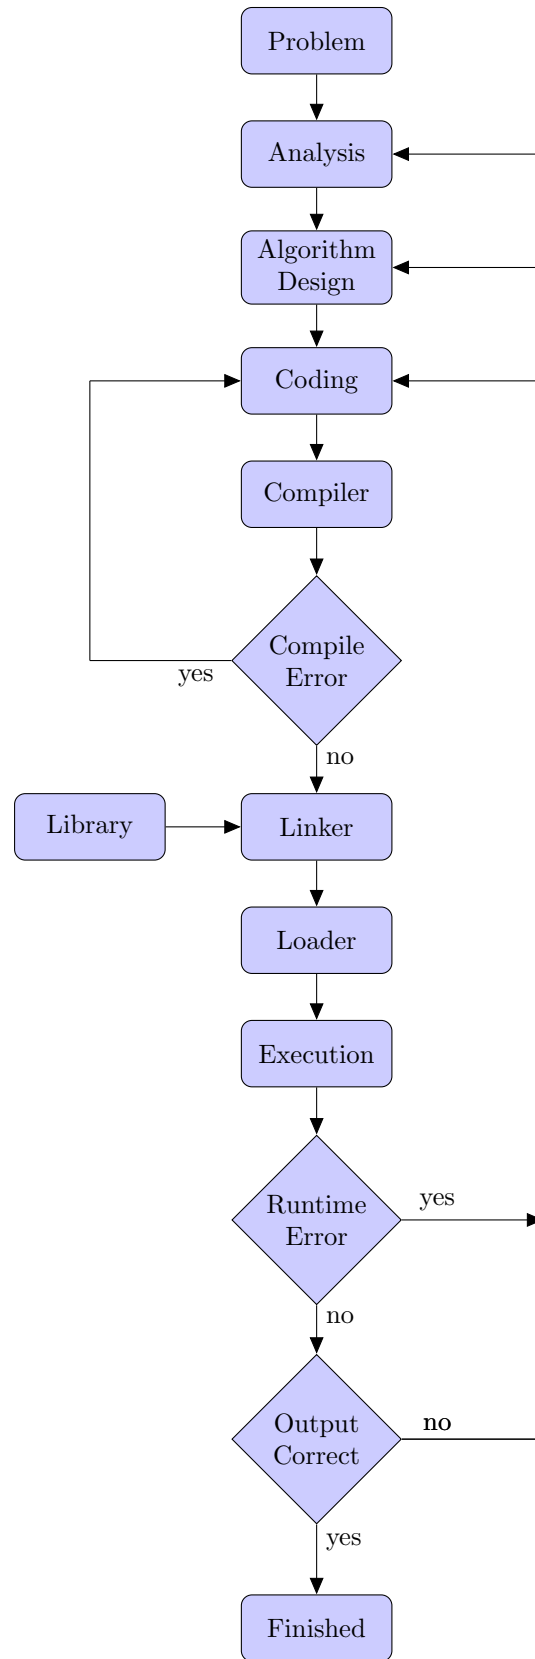 Problem
Analysis
Algorithm
Design
Coding
Compiler
Compile
Error
yes
no
Library
Linker
Loader
Execution
Runtime
Error
yes
no
Output
Correct
no
yes
Finished